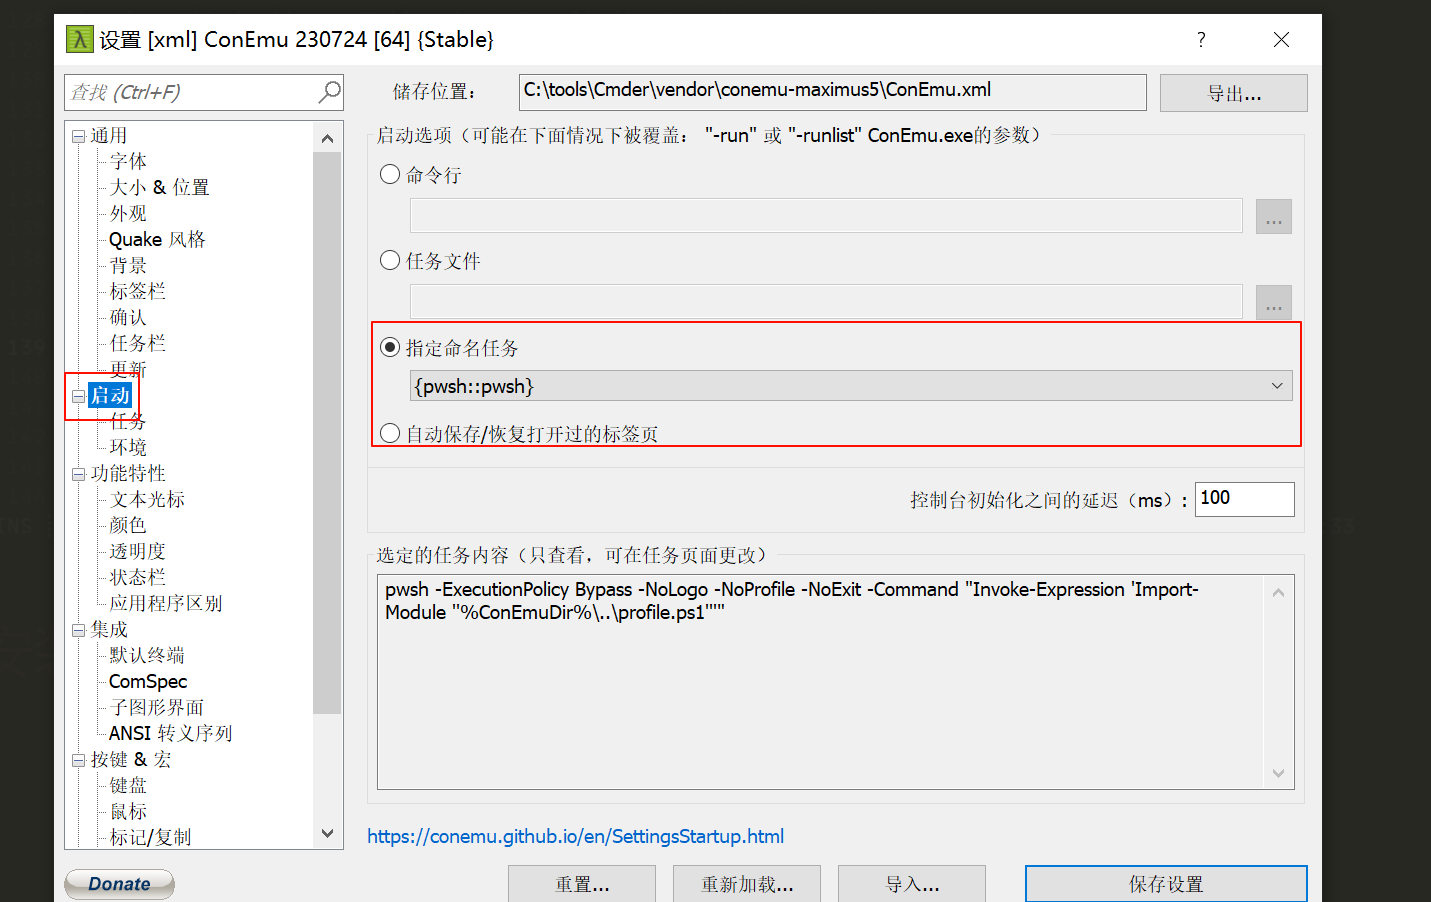 设置 [xml] ConEmu 230724 [64] {Stable}
?
查找 (Ctrl+F)
储存位置：
C:\tools\Cmder\vendor\conemu-maximus5\ConEmu.xml
导出...
通用
字体
大小 & 位置
外观
Quake 风格
背景
标签栏
确认
任务栏
更新
启动
任务
环境
功能特性
文本光标
颜色
透明度
状态栏
应用程序区别
集成
默认终端
ComSpec
子图形界面
ANSI 转义序列
按键 & 宏
键盘
鼠标
标记/复制
启动选项（可能在下面情况下被覆盖： "-run" 或 "-runlist" ConEmu.exe的参数）
命令行
...
任务文件
...
指定命名任务
{pwsh::pwsh}
自动保存/恢复打开过的标签页
控制台初始化之间的延迟（ms）: 100
选定的任务内容（只查看，可在任务页面更改）
pwsh -ExecutionPolicy Bypass -NoLogo -NoProfile -NoExit -Command "Invoke-Expression 'Import-
Module "%ConEmuDir%\..\profile.ps1"'"
https://conemu.github.io/en/SettingsStartup.html
Donate
重置...
重新加载...
导入...
保存设置